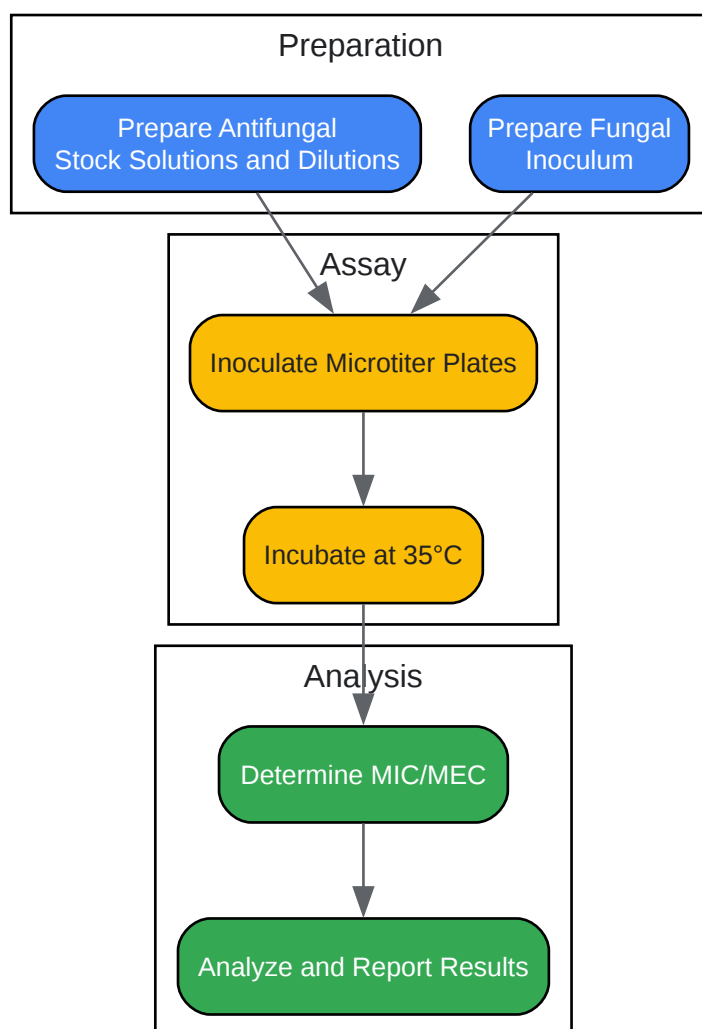 Preparation
Prepare Antifungal
Stock Solutions and Dilutions
Prepare Fungal
Inoculum
Assay
Inoculate Microtiter Plates
Incubate at 35°C
Analysis
Determine MIC/MEC
Analyze and Report Results